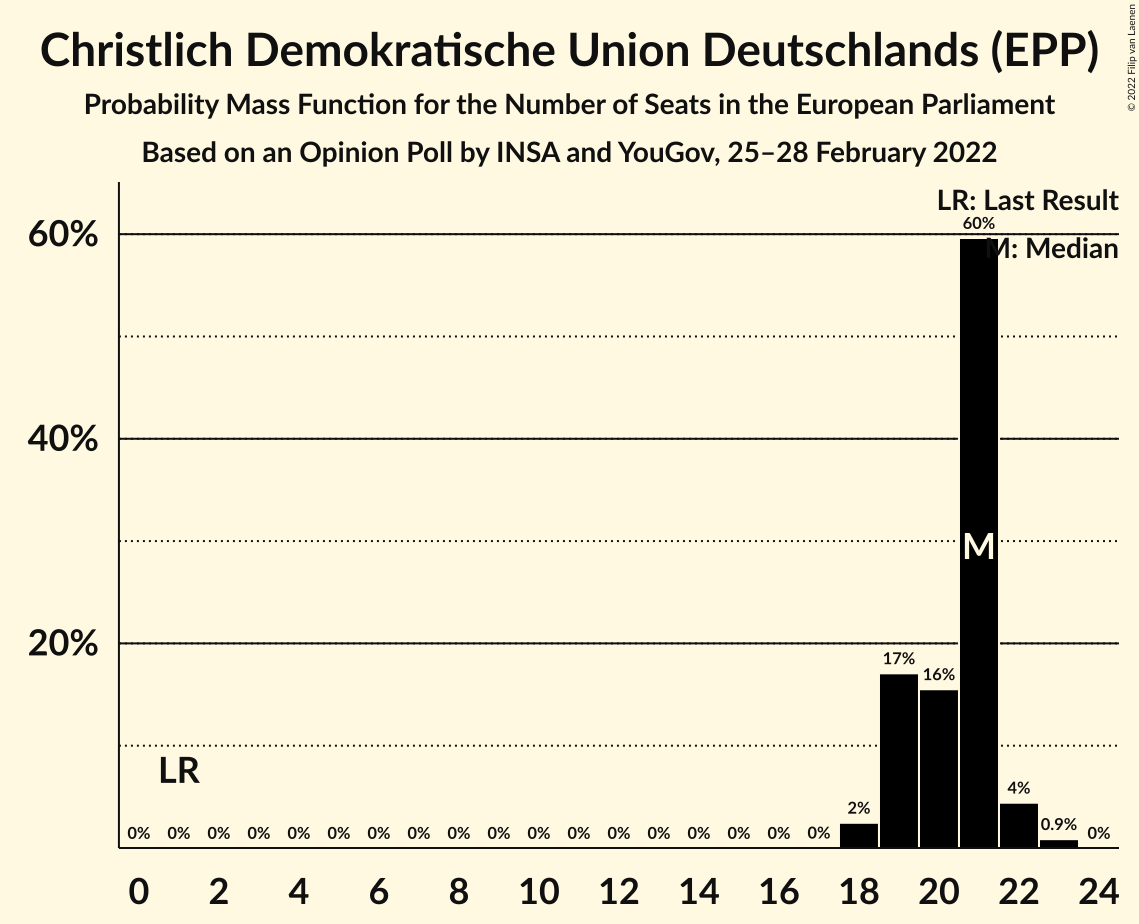 Christlich Demokratische Union Deutschlands (EPP)
Probability Mass Function for the Number of Seats in the European Parliament
Based on an Opinion Poll by INSA and YouGov, 25–28 February 2022
© 2022 Filip van Laenen
LR: Last Result
M: Median
60%
40%
20%
60%
M
17%
16%
LR
2%
4%
0.9%
0% 0% 0% 0% 0% 0% 0% 0% 0% 0% 0% 0% 0% 0% 0% 0% 0% 0% 0%
0 2 4 6 8 10 12 14 16 18 20 22 24